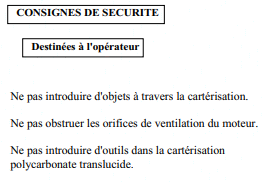 CONSIGNES DE SECURITE
Destinées à l'opérateur
Ne pas introduire d'objets à travers la cartérisation.
Ne pas obstruer les orifices de ventilation du moteur.
Ne pas introduire d'outils dans la cartérisation
polycarbonate translucide.